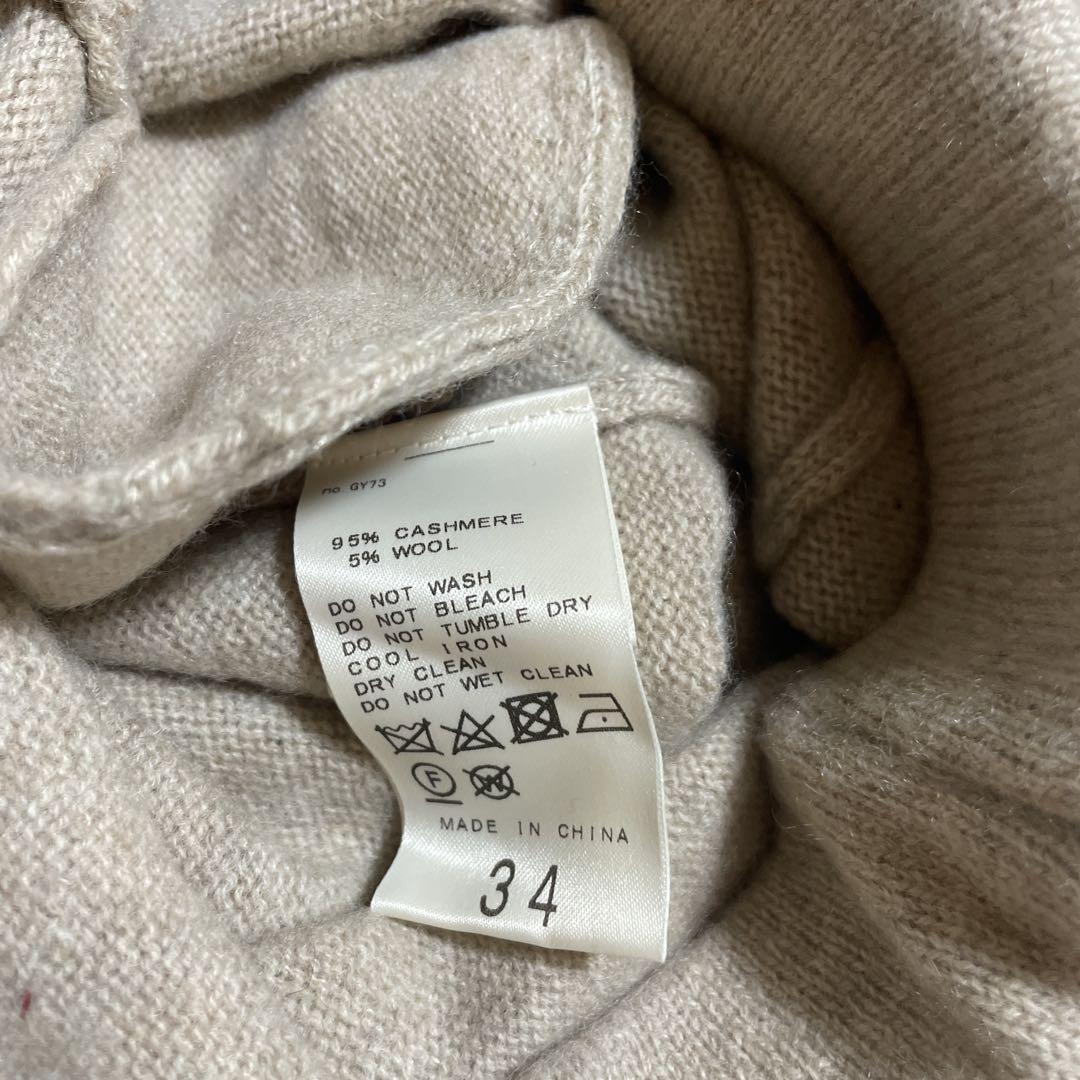 no. GY73
95% CASHMERE
5% WOOL
DO NOT WASH
DO NOT BLEACH
DO NOT TUMBLE DRY
COOL IRON
DRY CLEAN
DO NOT WET CLEAN
F W
MADE IN CHINA
34